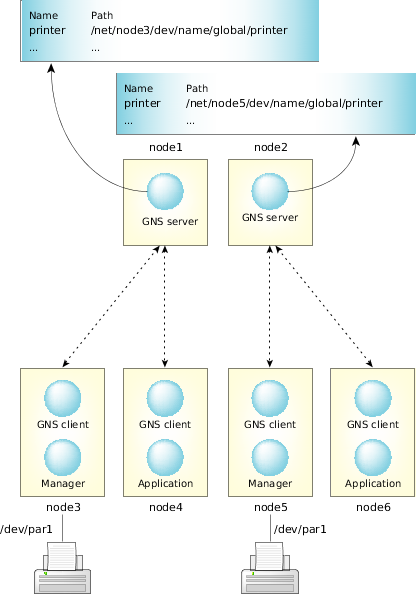 Name Path
printer /net/node3/dev/name/global/printer
... ...
Name Path
printer /net/node5/dev/name/global/printer
... ...
node1 node2
GNS server GNS server
GNS client GNS client GNS client GNS client
Manager Application Manager Application
node3 node4 node5 node6
/dev/par1 /dev/par1